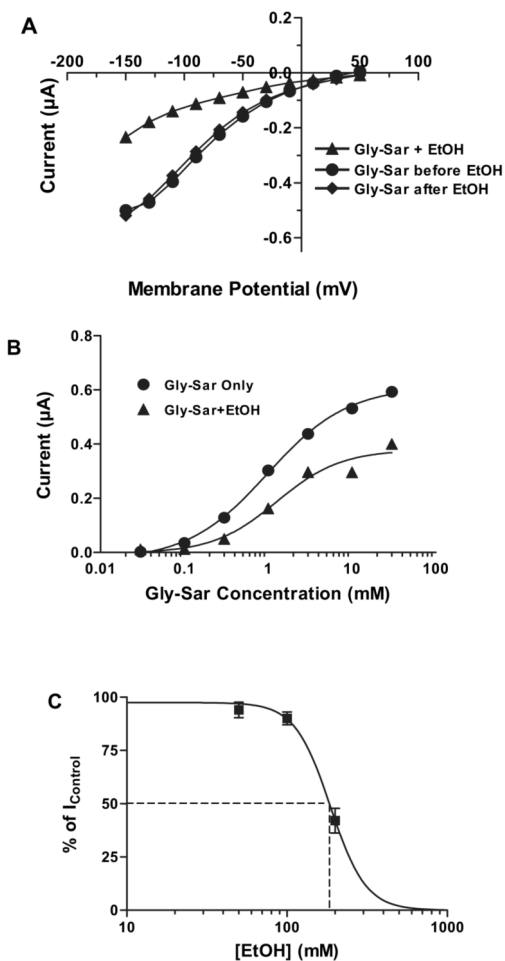 A
-200 -150 -100 -50 0.0 50 100
0.2
-0.2
-0.4
-0.6
Current (µA)
Membrane Potential (mV)
Gly-Sar + EtOH
Gly-Sar before EtOH
Gly-Sar after EtOH
B
0.8
0.6
0.4
0.2
0.0
Current (µA)
Gly-Sar Only
Gly-Sar+EtOH
0.01 0.1 1 10 100
Gly-Sar Concentration (mM)
C
100
75
50
25
0
% of IControl
10 100 1000
[EtOH] (mM)